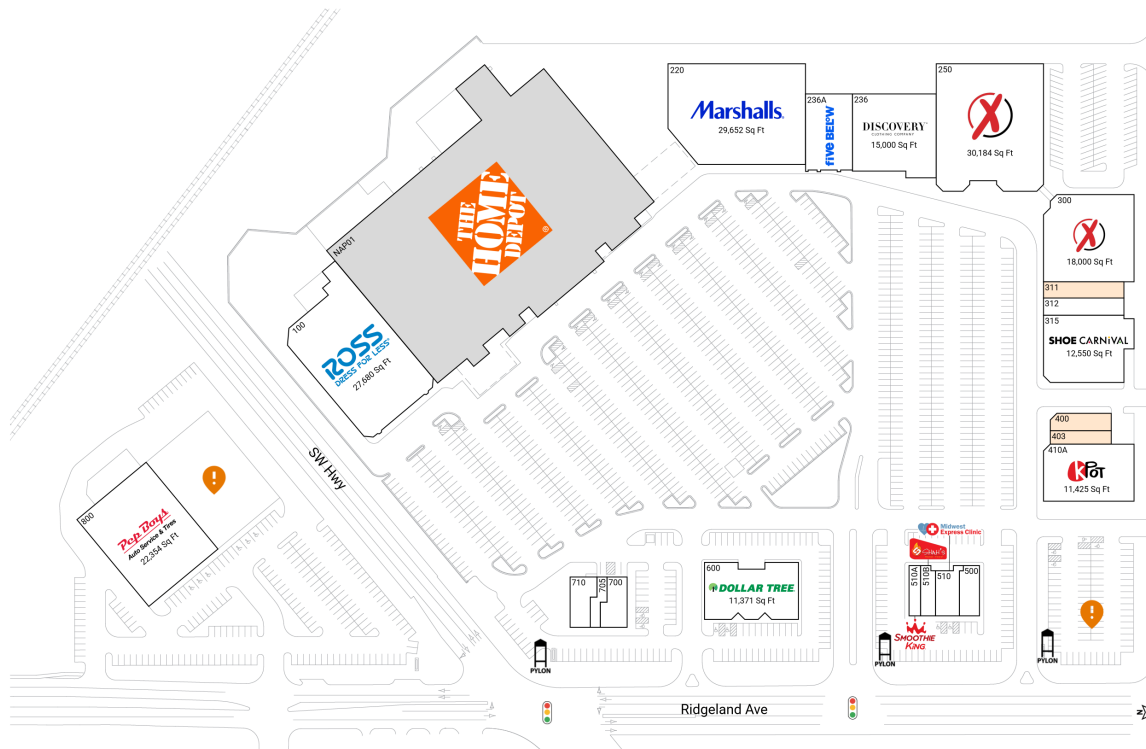 220
Marshalls.
29,652 Sq Ft
236A
five BELOW
236
DISCOVERY
CLOTHING COMPANY
15,000 Sq Ft
250
X
30,184 Sq Ft
300
X
18,000 Sq Ft
311
312
315
SHOE CARNIVAL
12,550 Sq Ft
400
403
410A
KPOT
11,425 Sq Ft
NAP01
THE
HOME
DEPOT
100
ROSS
DRESS FOR LESS
27,680 Sq Ft
SW Hwy
800
Pep Boys
Auto Service & Tires
22,354 Sq Ft
!
710
705
700
600
DOLLAR TREE
11,371 Sq Ft
Midwest
Express Clinic
510A
510B
510
500
SMOOTHIE
KING
!
PYLON
PYLON
PYLON
Ridgeland Ave
N